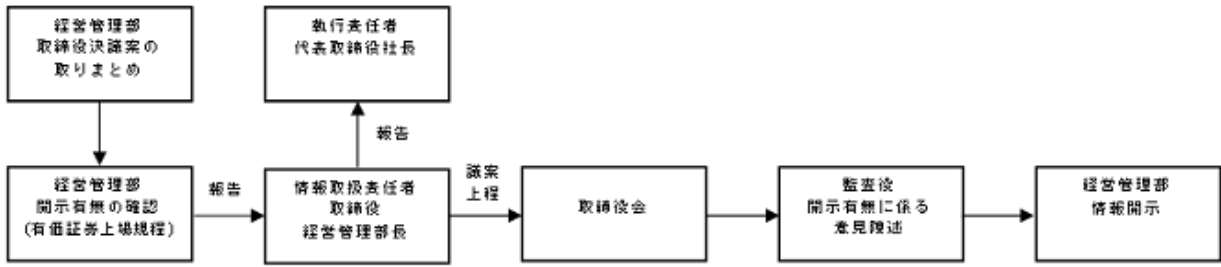 経営管理部
取締役決議案の
取りまとめ
執行責任者
代表取締役社長
報告
経営管理部
開示有無の確認
(有価証券上場規程)
報告
情報取扱責任者
取締役
経営管理部長
議案
上程
取締役会
監査役
開示有無に係る
意見陳述
経営管理部
情報開示